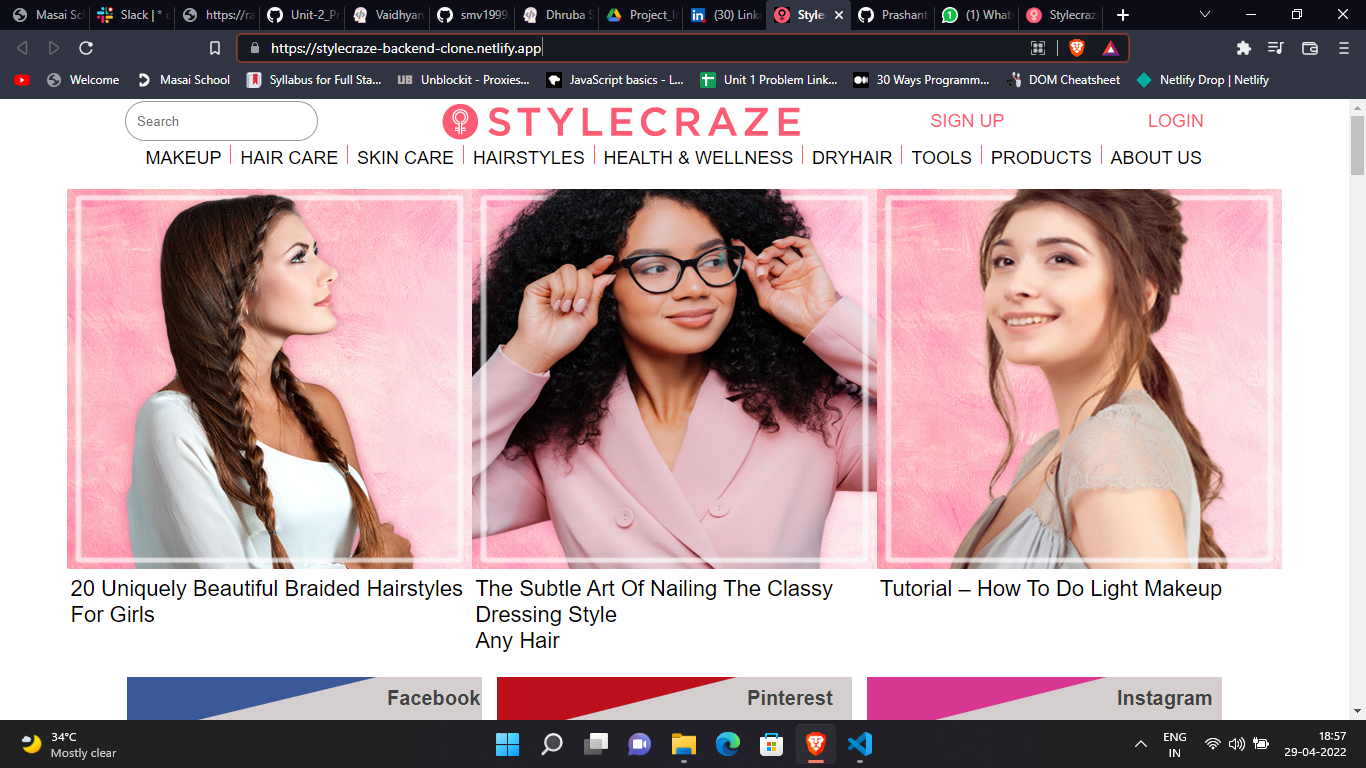 Masai Sc
Slack | * c
https://ra
Unit-2_Pr
Vaidhyan
smv1999
Dhruba S
Project_I
(30) Linke
Style
Prashant
(1) What
Stylecraz
https://stylecraze-backend-clone.netlify.app
Welcome
Masai School
Syllabus for Full Sta...
UB
Unblockit - Proxies...
JavaScript basics - L...
Unit 1 Problem Link...
30 Ways Programm...
DOM Cheatsheet
Netlify Drop | Netlify
Search
STYLECRAZE
SIGN UP
LOGIN
MAKEUP
HAIR CARE
SKIN CARE
HAIRSTYLES
HEALTH & WELLNESS
DRYHAIR
TOOLS
PRODUCTS
ABOUT US
20 Uniquely Beautiful Braided Hairstyles
For Girls
The Subtle Art Of Nailing The Classy
Dressing Style
Any Hair
Tutorial – How To Do Light Makeup
Facebook
Pinterest
Instagram
34°C
Mostly clear
ENG
IN
18:57
29-04-2022